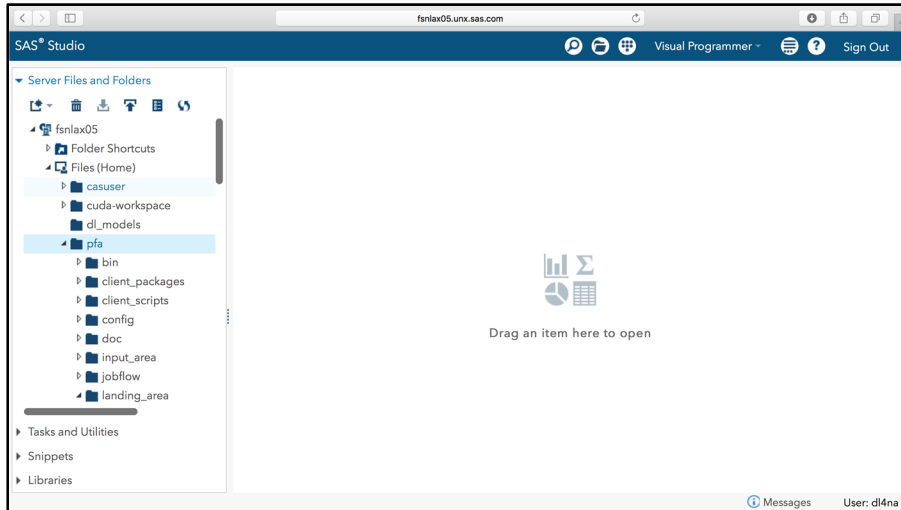 fsnlax05.unx.sas.com
SAS® Studio
Visual Programmer
Sign Out
Server Files and Folders
fsnlax05
Folder Shortcuts
Files (Home)
casuser
cuda-workspace
dl_models
pfa
bin
client_packages
client_scripts
config
doc
input_area
jobflow
landing_area
Drag an item here to open
Tasks and Utilities
Snippets
Libraries
Messages
User: dl4na